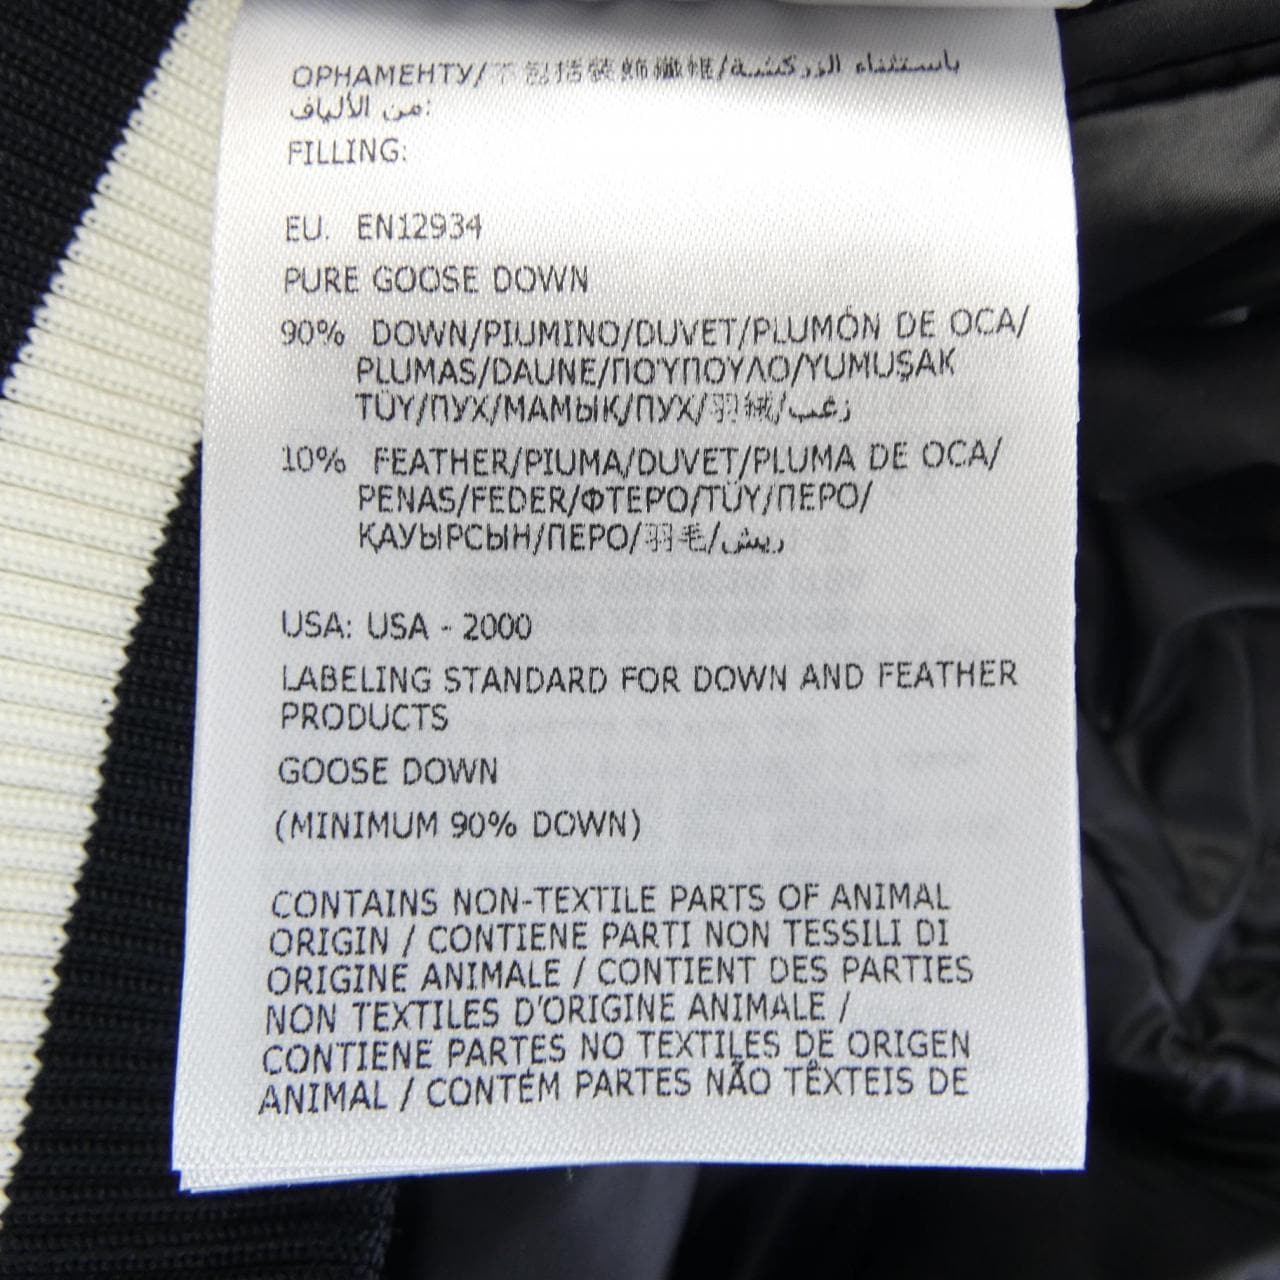 ОРНАМЕНТУ/不包括装飾纖維/باستثناء الزركشة
من الألياف:
FILLING:
EU. EN12934
PURE GOOSE DOWN
90% DOWN/PIUMINO/DUVET/PLUMÓN DE OCA/
PLUMAS/DAUNE/ΠΟΎΠΟΥΛΟ/YUMUŞAK
TÜY/ПУХ/МАМЫҚ/ПУХ/羽絨/زغب
10% FEATHER/PIUMA/DUVET/PLUMA DE OCA/
PENAS/FEDER/ΦΤΕΡΌ/TÜY/ПЕРО/
ҚАУЫРСЫН/ПЕРО/羽毛/ريش
USA: USA - 2000
LABELING STANDARD FOR DOWN AND FEATHER
PRODUCTS
GOOSE DOWN
(MINIMUM 90% DOWN)
CONTAINS NON-TEXTILE PARTS OF ANIMAL
ORIGIN / CONTIENE PARTI NON TESSILI DI
ORIGINE ANIMALE / CONTIENT DES PARTIES
NON TEXTILES D'ORIGINE ANIMALE /
CONTIENE PARTES NO TEXTILES DE ORIGEN
ANIMAL / CONTÉM PARTES NÃO TÊXTEIS DE